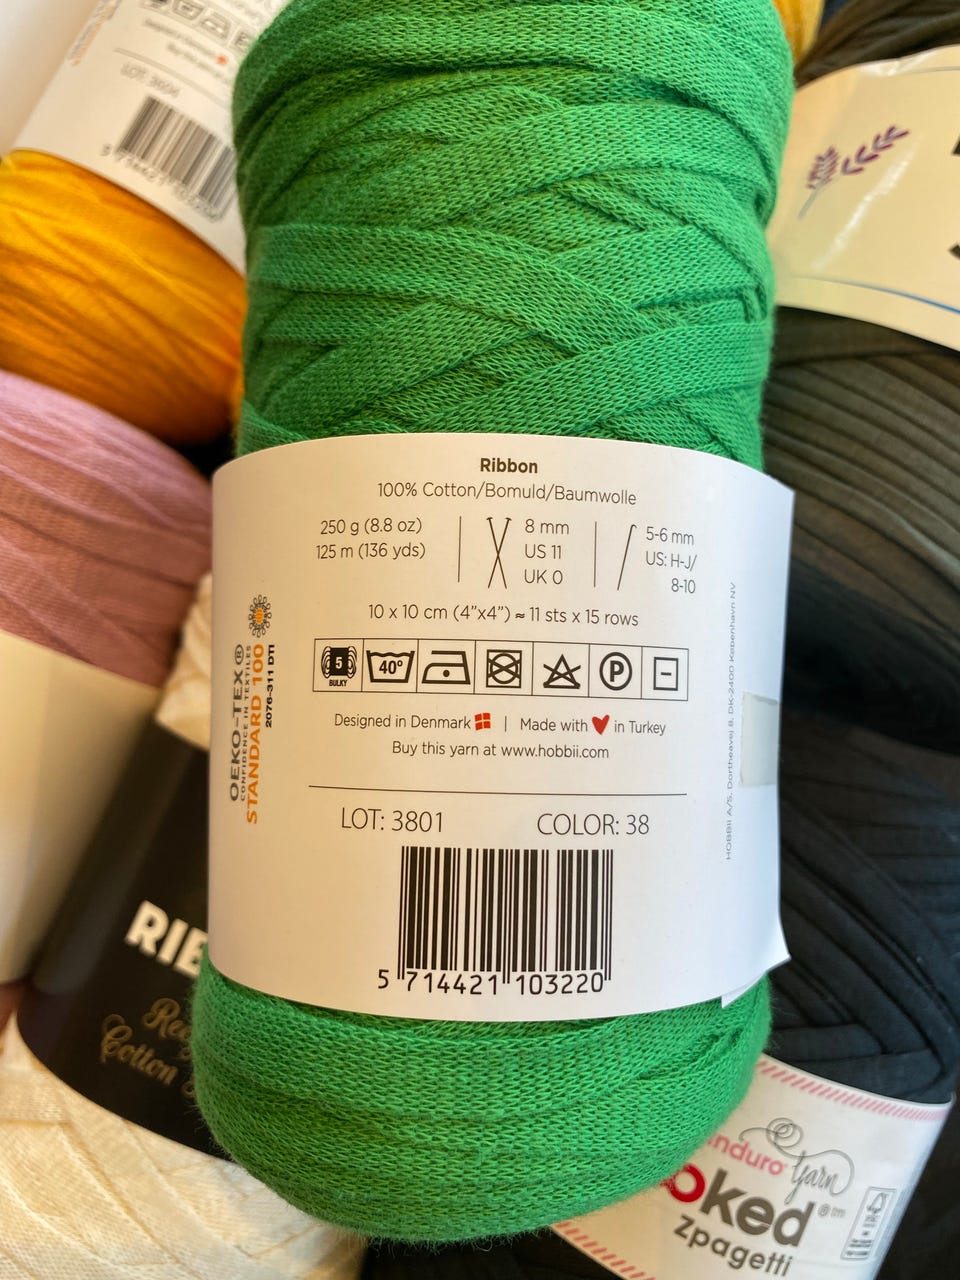 Ribbon
100% Cotton/Bomuld/Baumwolle
250 g (8.8 oz)
125 m (136 yds)
8 mm
US 11
UK 0
5-6 mm
US: H-J/
8-10
10 x 10 cm (4"x4") ≈ 11 sts x 15 rows
5
BULKY
40°
P
Designed in Denmark | Made with in Turkey
Buy this yarn at www.hobbii.com
LOT: 3801 COLOR: 38
5 714421 103220
OEKO-TEX®
CONFIDENCE IN TEXTILES
STANDARD 100
2076-311 DTI
HOBBII A/S, Dortheavej 8, DK-2400 København NV
RIB
Cotton
Yarn
oked
Zpagetti